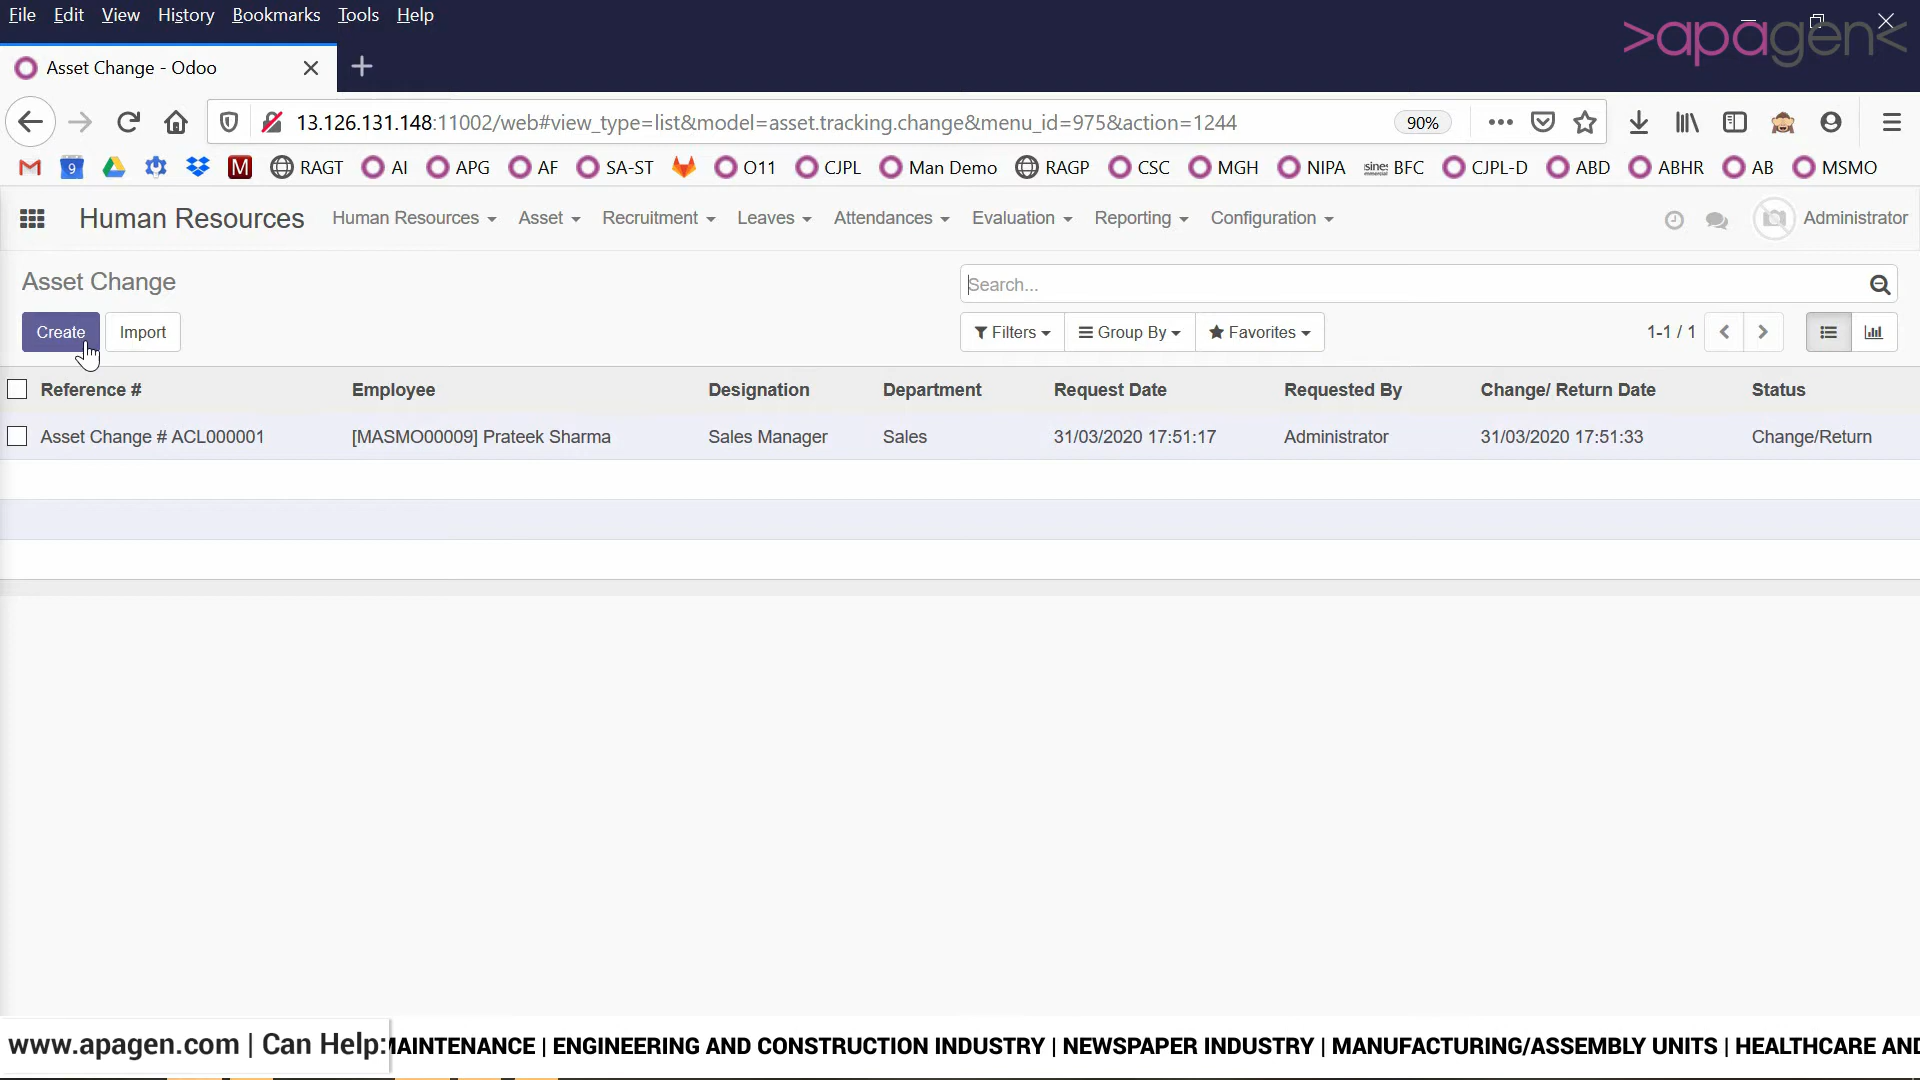 File Edit View History Bookmarks Tools Help
>apagen<
Asset Change - Odoo
13.126.131.148:11002/web#view_type=list&model=asset.tracking.change&menu_id=975&action=1244 90%
9 M RAGT AI APG AF SA-ST O11 CJPL Man Demo RAGP CSC MGH NIPA BFC CJPL-D ABD ABHR AB MSMO
Human Resources Human Resources Asset Recruitment Leaves Attendances Evaluation Reporting Configuration Administrator
Asset Change Search...
Create Import Filters Group By Favorites 1-1 / 1
Reference # Employee Designation Department Request Date Requested By Change/ Return Date Status
Asset Change # ACL000001 [MASMO00009] Prateek Sharma Sales Manager Sales 31/03/2020 17:51:17 Administrator 31/03/2020 17:51:33 Change/Return
www.apagen.com | Can Help: MAINTENANCE | ENGINEERING AND CONSTRUCTION INDUSTRY | NEWSPAPER INDUSTRY | MANUFACTURING/ASSEMBLY UNITS | HEALTHCARE AND